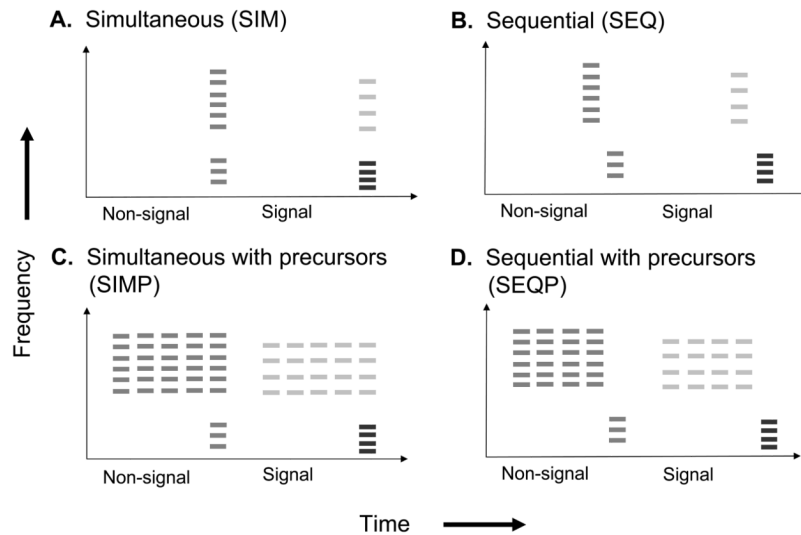 A. Simultaneous (SIM)
B. Sequential (SEQ)
Non-signal
Signal
Non-signal
Signal
Frequency
C. Simultaneous with precursors
(SIMP)
D. Sequential with precursors
(SEQP)
Non-signal
Signal
Non-signal
Signal
Time